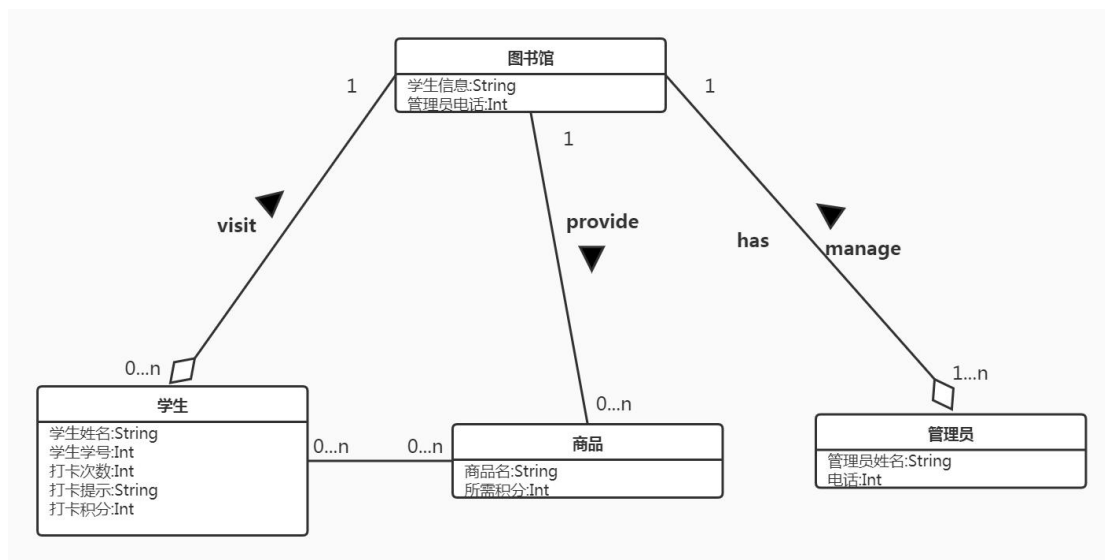 图书馆
学生信息:String
管理员电话:Int
1
1
1
visit
provide
has
manage
0...n
1...n
0...n
学生
学生姓名:String
学生学号:Int
打卡次数:Int
打卡提示:String
打卡积分:Int
0...n
0...n
商品
商品名:String
所需积分:Int
管理员
管理员姓名:String
电话:Int